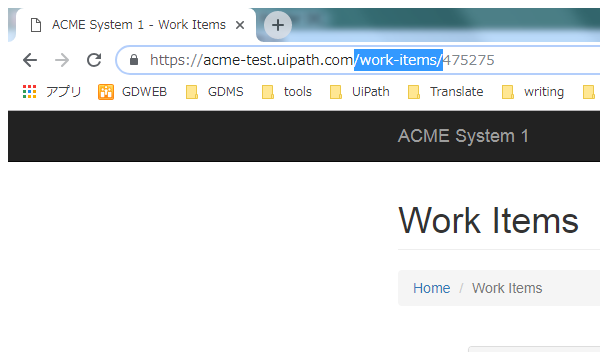 ACME System 1 - Work Items
https://acme-test.uipath.com/work-items/475275
アプリ GDWEB GDMS tools UiPath Translate writing
ACME System 1
Work Items
Home / Work Items